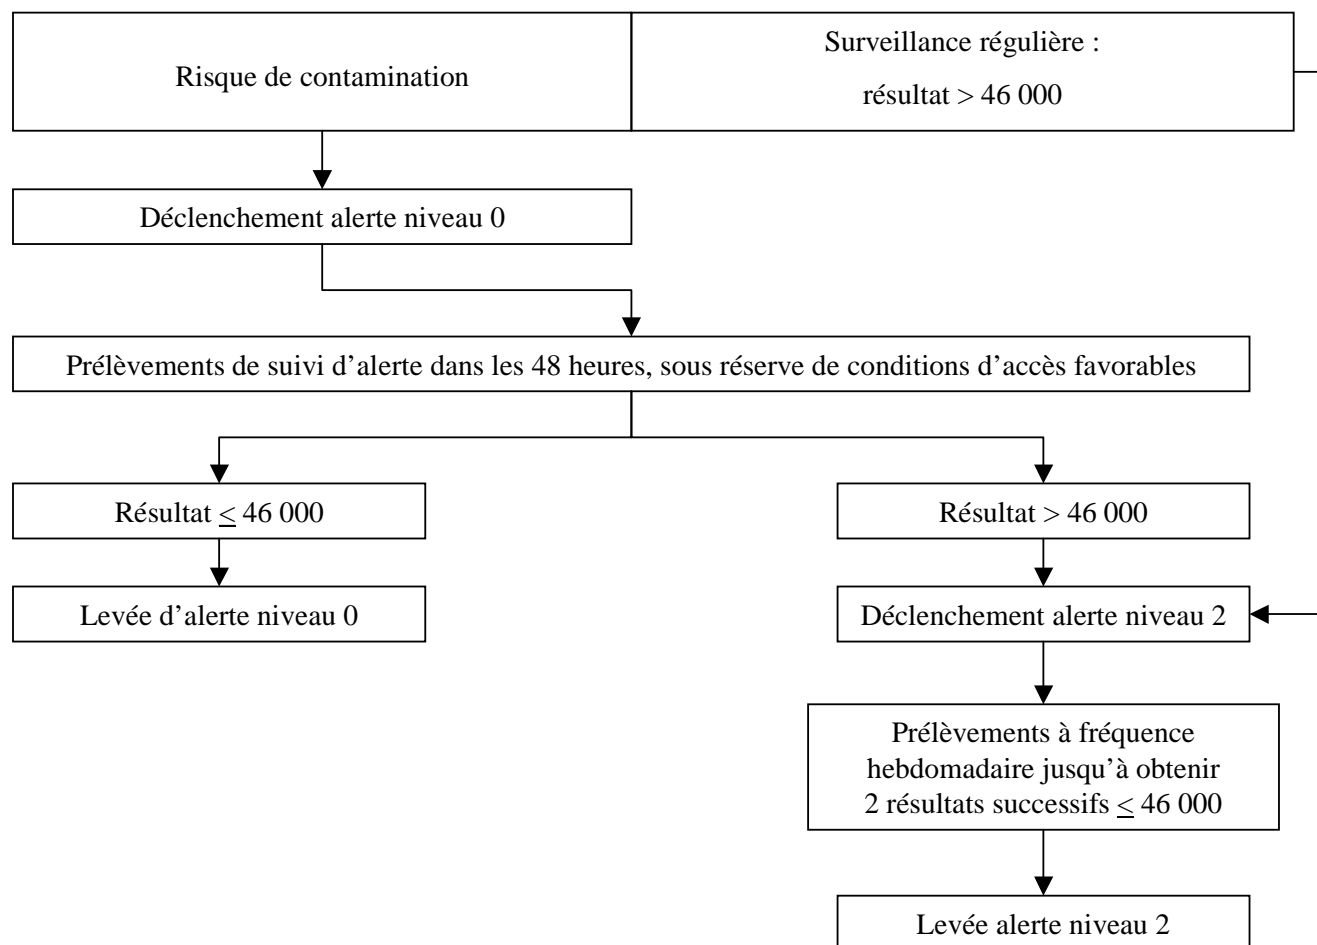 Risque de contamination
Surveillance régulière :
résultat > 46 000
Déclenchement alerte niveau 0
Prélèvements de suivi d’alerte dans les 48 heures, sous réserve de conditions d’accès favorables
Résultat ≤ 46 000
Résultat > 46 000
Levée d’alerte niveau 0
Déclenchement alerte niveau 2
Prélèvements à fréquence
hebdomadaire jusqu’à obtenir
2 résultats successifs ≤ 46 000
Levée alerte niveau 2